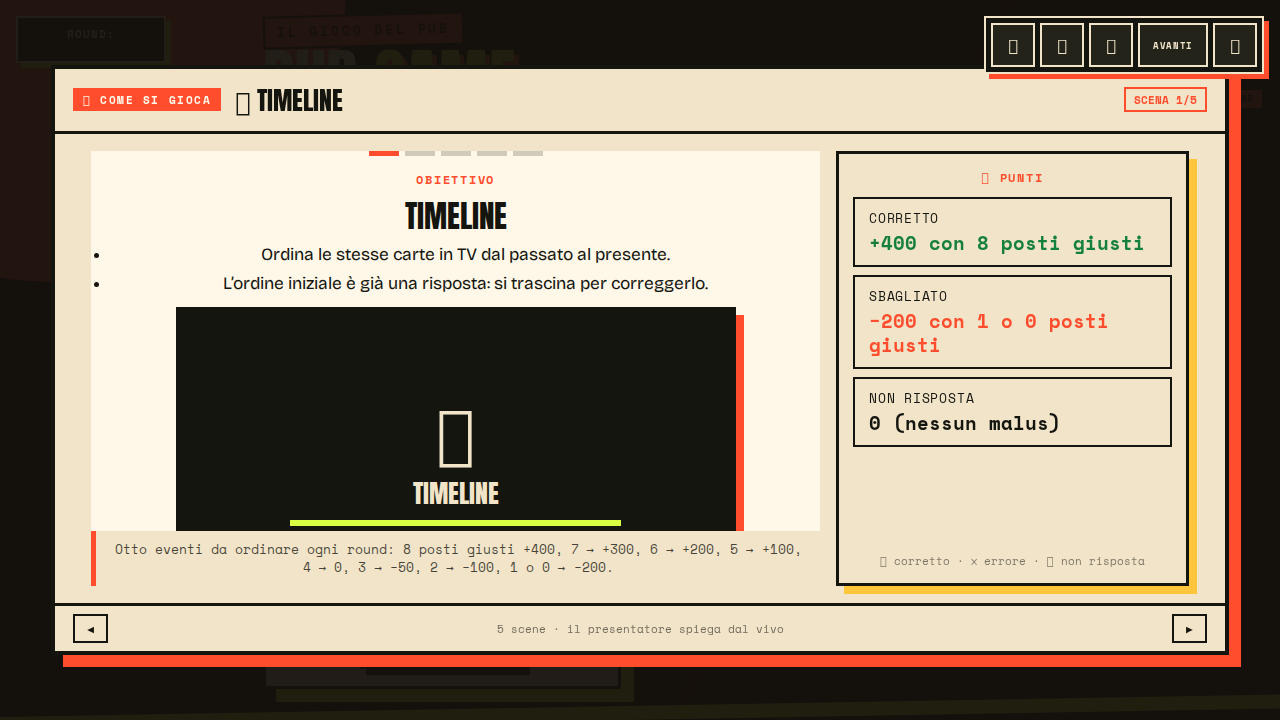 ROUND:
IL GIOCO DEL PUB
PUB GAME
AVANTI
COME SI GIOCA
TIMELINE
SCENA 1/5
OBIETTIVO
TIMELINE
• Ordina le stesse carte in TV dal passato al presente.
• L'ordine iniziale è già una risposta: si trascina per correggerlo.
TIMELINE
Otto eventi da ordinare ogni round: 8 posti giusti +400, 7 → +300, 6 → +200, 5 → +100,
4 → 0, 3 → −50, 2 → −100, 1 o 0 → −200.
PUNTI
CORRETTO
+400 con 8 posti giusti
SBAGLIATO
−200 con 1 o 0 posti
giusti
NON RISPOSTA
0 (nessun malus)
corretto · × errore · non risposta
◄
5 scene · il presentatore spiega dal vivo
►